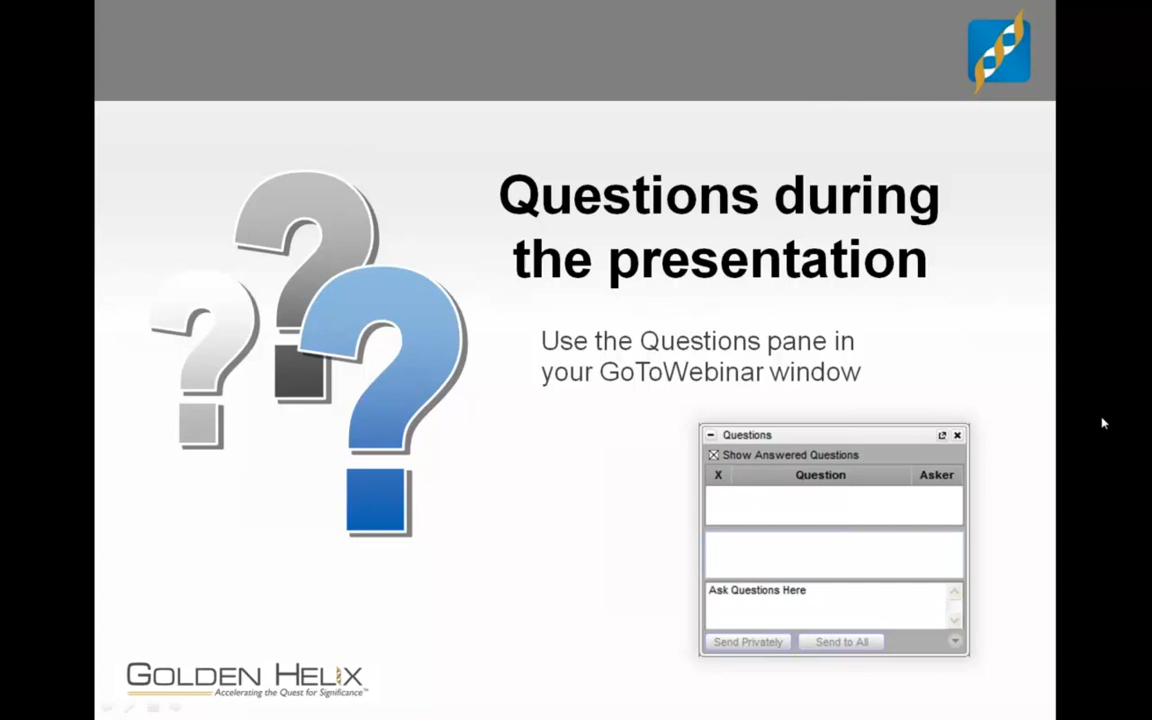 Questions during
the presentation
Use the Questions pane in
your GoToWebinar window
Questions
Show Answered Questions
X Question Asker
Ask Questions Here
Send Privately Send to All
GOLDEN HELIX
Accelerating the Quest for Significance™